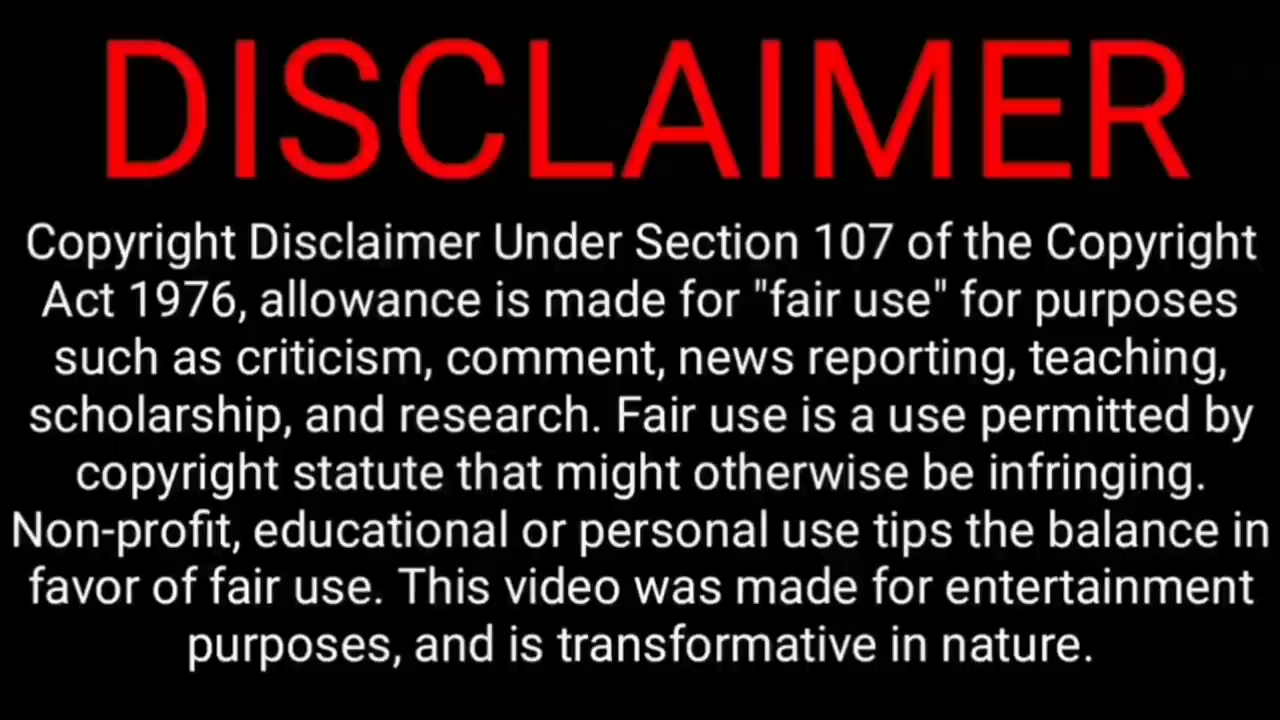 DISCLAIMER
Copyright Disclaimer Under Section 107 of the Copyright
Act 1976, allowance is made for "fair use" for purposes
such as criticism, comment, news reporting, teaching,
scholarship, and research. Fair use is a use permitted by
copyright statute that might otherwise be infringing.
Non-profit, educational or personal use tips the balance in
favor of fair use. This video was made for entertainment
purposes, and is transformative in nature.